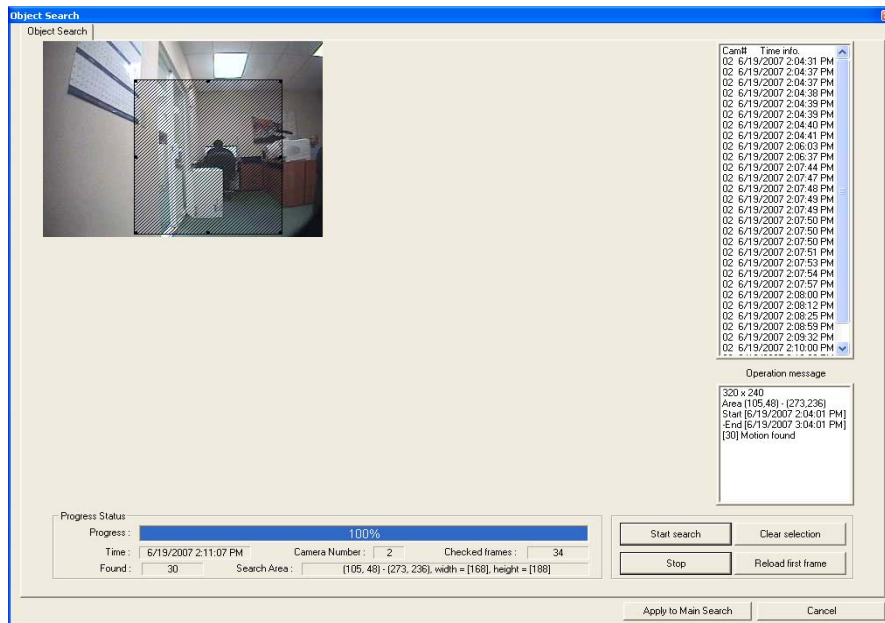 Object Search
Object Search
Cam# Time info.
02 6/19/2007 2:04:31 PM
02 6/19/2007 2:04:37 PM
02 6/19/2007 2:04:37 PM
02 6/19/2007 2:04:38 PM
02 6/19/2007 2:04:39 PM
02 6/19/2007 2:04:39 PM
02 6/19/2007 2:04:40 PM
02 6/19/2007 2:04:41 PM
02 6/19/2007 2:06:03 PM
02 6/19/2007 2:06:37 PM
02 6/19/2007 2:07:44 PM
02 6/19/2007 2:07:47 PM
02 6/19/2007 2:07:48 PM
02 6/19/2007 2:07:49 PM
02 6/19/2007 2:07:49 PM
02 6/19/2007 2:07:50 PM
02 6/19/2007 2:07:50 PM
02 6/19/2007 2:07:50 PM
02 6/19/2007 2:07:51 PM
02 6/19/2007 2:07:53 PM
02 6/19/2007 2:07:54 PM
02 6/19/2007 2:07:57 PM
02 6/19/2007 2:08:00 PM
02 6/19/2007 2:08:12 PM
02 6/19/2007 2:08:25 PM
02 6/19/2007 2:08:59 PM
02 6/19/2007 2:09:32 PM
02 6/19/2007 2:10:00 PM
Operation message
320 x 240
Area (105,48) - (273,236)
Start [6/19/2007 2:04:01 PM]
-End [6/19/2007 3:04:01 PM]
[30] Motion found
Progress Status
Progress : 100%
Time : 6/19/2007 2:11:07 PM Camera Number : 2 Checked frames : 34
Found : 30 Search Area : (105, 48) - (273, 236), width = [168], height = [188]
Start search Clear selection
Stop Reload first frame
Apply to Main Search Cancel